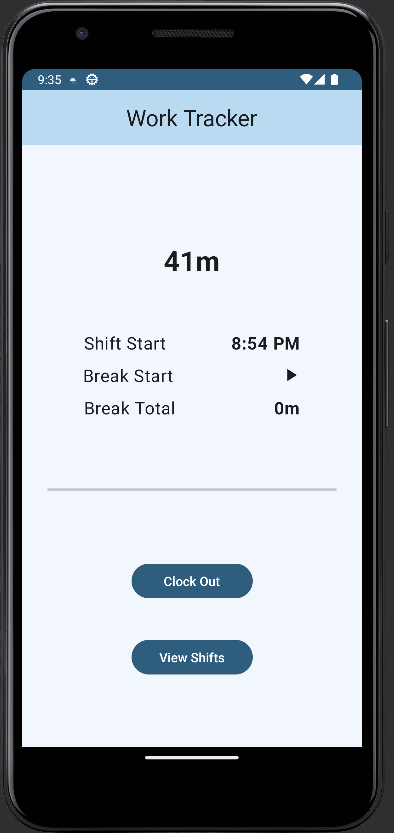 9:35
Work Tracker
41m
Shift Start 8:54 PM
Break Start
Break Total 0m
Clock Out
View Shifts